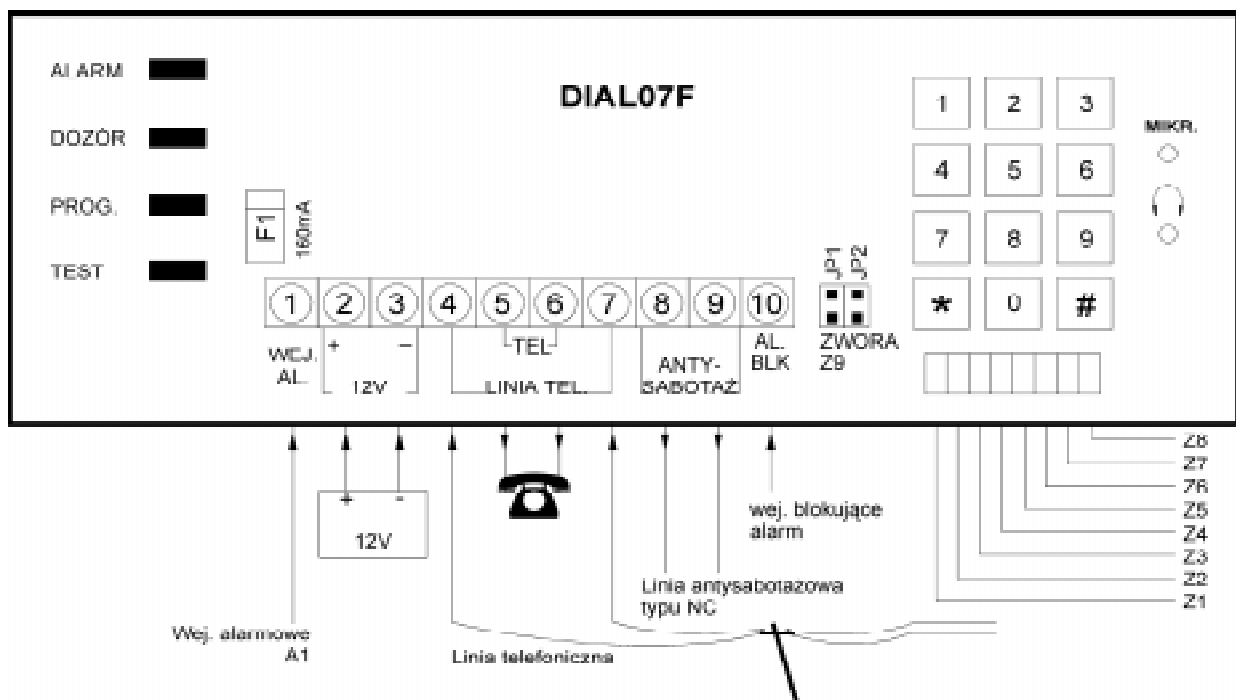 DIAL07F
ALARM
DOZÓR
PROG.
TEST
F1
160mA
1 2 3
4 5 6
7 8 9
* 0 #
MIKR.
JP1
JP2
1 2 3 4 5 6 7 8 9 10
WEJ.
AL.
+ −
12V
TEL
LINIA TEL.
ANTY-
SABOTAŻ
AL.
BLK
ZWORA
Z9
+ -
12V
wej. blokujące
alarm
Linia antysabotażowa
typu NC
Wej. alarmowe
A1
Linia telefoniczna
Z8
Z7
Z6
Z5
Z4
Z3
Z2
Z1